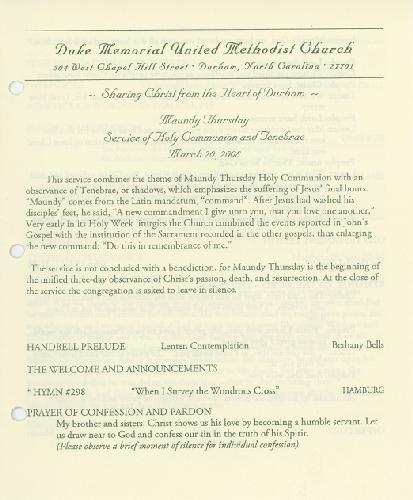 Duke Memorial United Methodist Church
504 West Chapel Hill Street • Durham, North Carolina • 27701
~ Sharing Christ from the Heart of Durham ~
Maundy Thursday
Service of Holy Communion and Tenebrae
March 20, 2008
This service combines the theme of Maundy Thursday Holy Communion with an
observance of Tenebrae, or shadows, which emphasizes the suffering of Jesus' final hours.
"Maundy" comes from the Latin mandatum, "command". After Jesus had washed his
disciples' feet, he said, "A new commandment I give unto you, that you love one another."
Very early in its Holy Week liturgies the Church combined the events reported in John's
Gospel with the institution of the Sacrament recorded in the other gospels, thus enlarging
the new command: "Do this in remembrance of me."
The service is not concluded with a benediction, for Maundy Thursday is the beginning of
the unified three-day observance of Christ's passion, death, and resurrection. At the close of
the service the congregation is asked to leave in silence.
HANDBELL PRELUDE Lenten Contemplation Bethany Bells
THE WELCOME AND ANNOUNCEMENTS
* HYMN #298 "When I Survey the Wondrous Cross" HAMBURG
PRAYER OF CONFESSION AND PARDON
My brother and sisters, Christ shows us his love by becoming a humble servant. Let
us draw near to God and confess our sin in the truth of his Spirit.
(Please observe a brief moment of silence for individual confession)